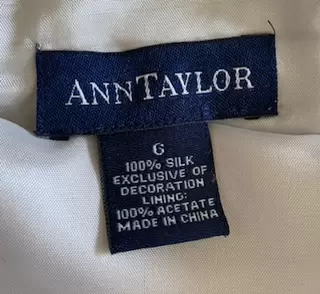 ANNTAYLOR
6
100% SILK
EXCLUSIVE OF
DECORATION
LINING:
100% ACETATE
MADE IN CHINA